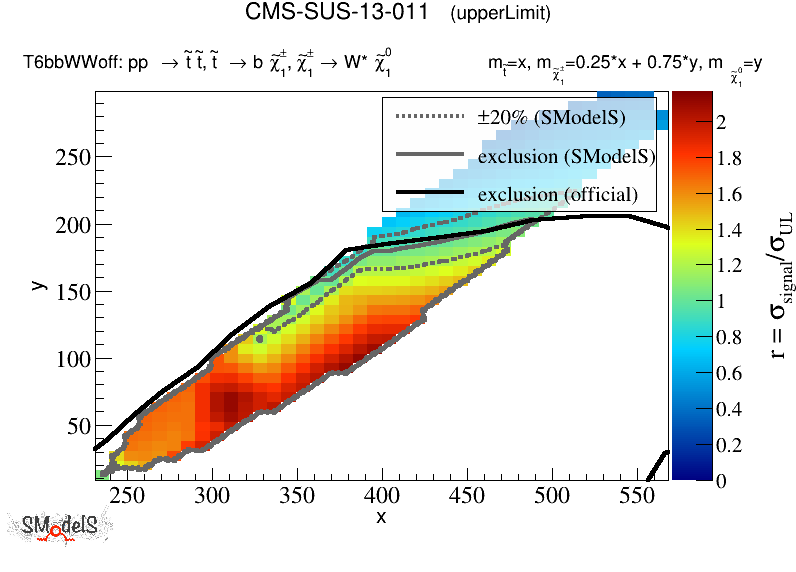 CMS-SUS-13-011 (upperLimit)
T6bbWWoff: pp → t̃ t̃, t̃ → b χ̃₁±, χ̃₁± → W* χ̃₁⁰ m_t̃=x, m_χ̃₁±=0.25*x + 0.75*y, m_χ̃₁⁰=y
±20% (SModelS)
exclusion (SModelS)
exclusion (official)
250
200
150
100
50
y
250 300 350 400 450 500 550
x
2
1.8
1.6
1.4
1.2
1
0.8
0.6
0.4
0.2
0
r = σ_signal/σ_UL
SModelS